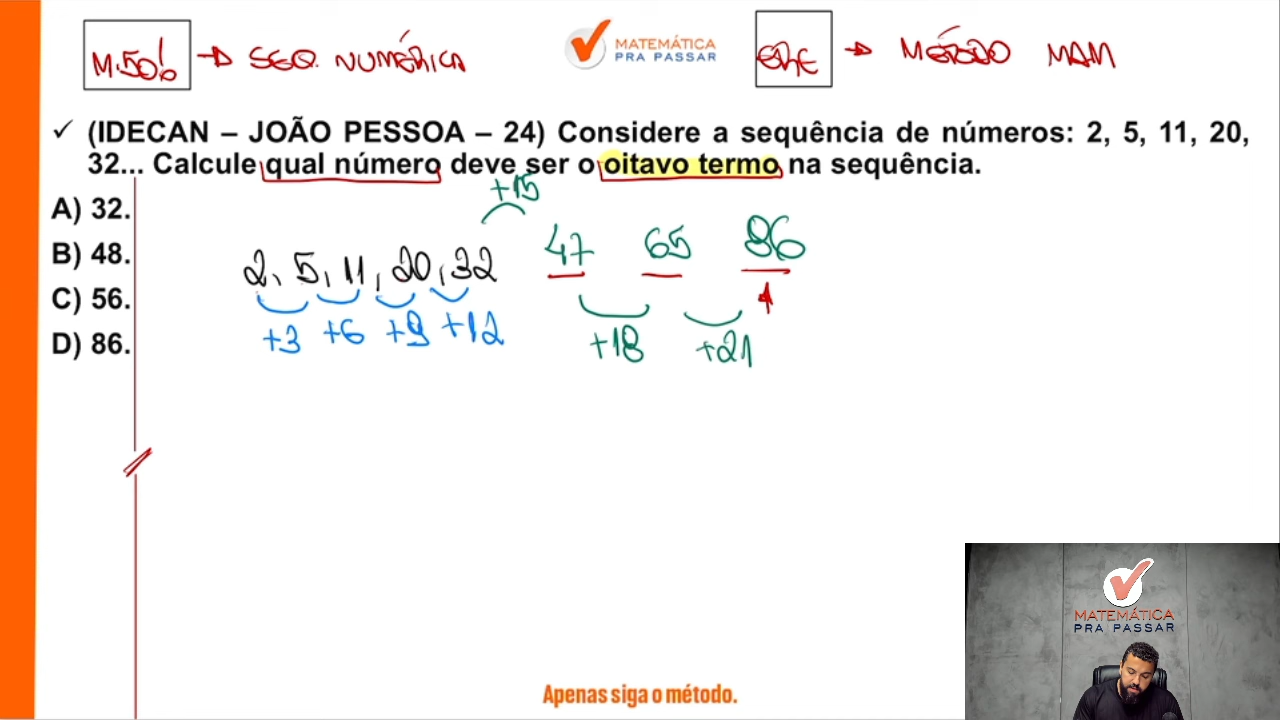 M.50% → SEQ. NUMÉRICA
MATEMÁTICA
PRA PASSAR
→ MÉTODO MAM
✓ (IDECAN – JOÃO PESSOA – 24) Considere a sequência de números: 2, 5, 11, 20,
32... Calcule qual número deve ser o oitavo termo na sequência.
A) 32.
B) 48.
C) 56.
D) 86.
+15
2, 5, 11, 20, 32 47 65 86
+3 +6 +9 +12 +18 +21
MATEMÁTICA
PRA PASSAR
Apenas siga o método.